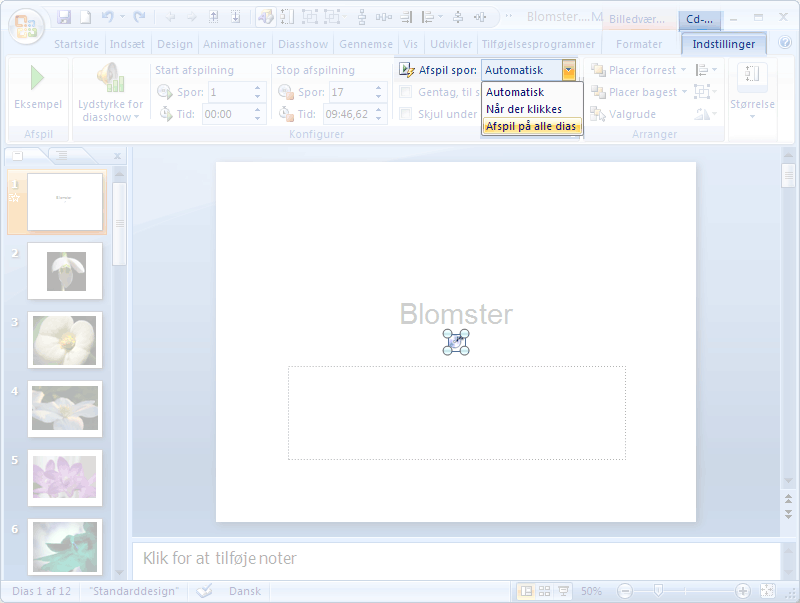 Blomster....M
Billedvær...
Cd-...
Startside
Indsæt
Design
Animationer
Diasshow
Gennemse
Vis
Udvikler
Tilføjelsesprogrammer
Formater
Indstillinger
Eksempel
Afspil
Lydstyrke for
diasshow
Start afspilning
Spor: 1
Tid: 00:00
Stop afspilning
Spor: 17
Tid: 09:46,62
Konfigurer
Afspil spor: Automatisk
Gentag, til s
Skjul under
Automatisk
Når der klikkes
Afspil på alle dias
Placer forrest
Placer bagest
Valgrude
Arranger
Størrelse
1
Blomster
2
3
4
5
6
Blomster
Klik for at tilføje noter
Dias 1 af 12
"Standarddesign"
Dansk
50%